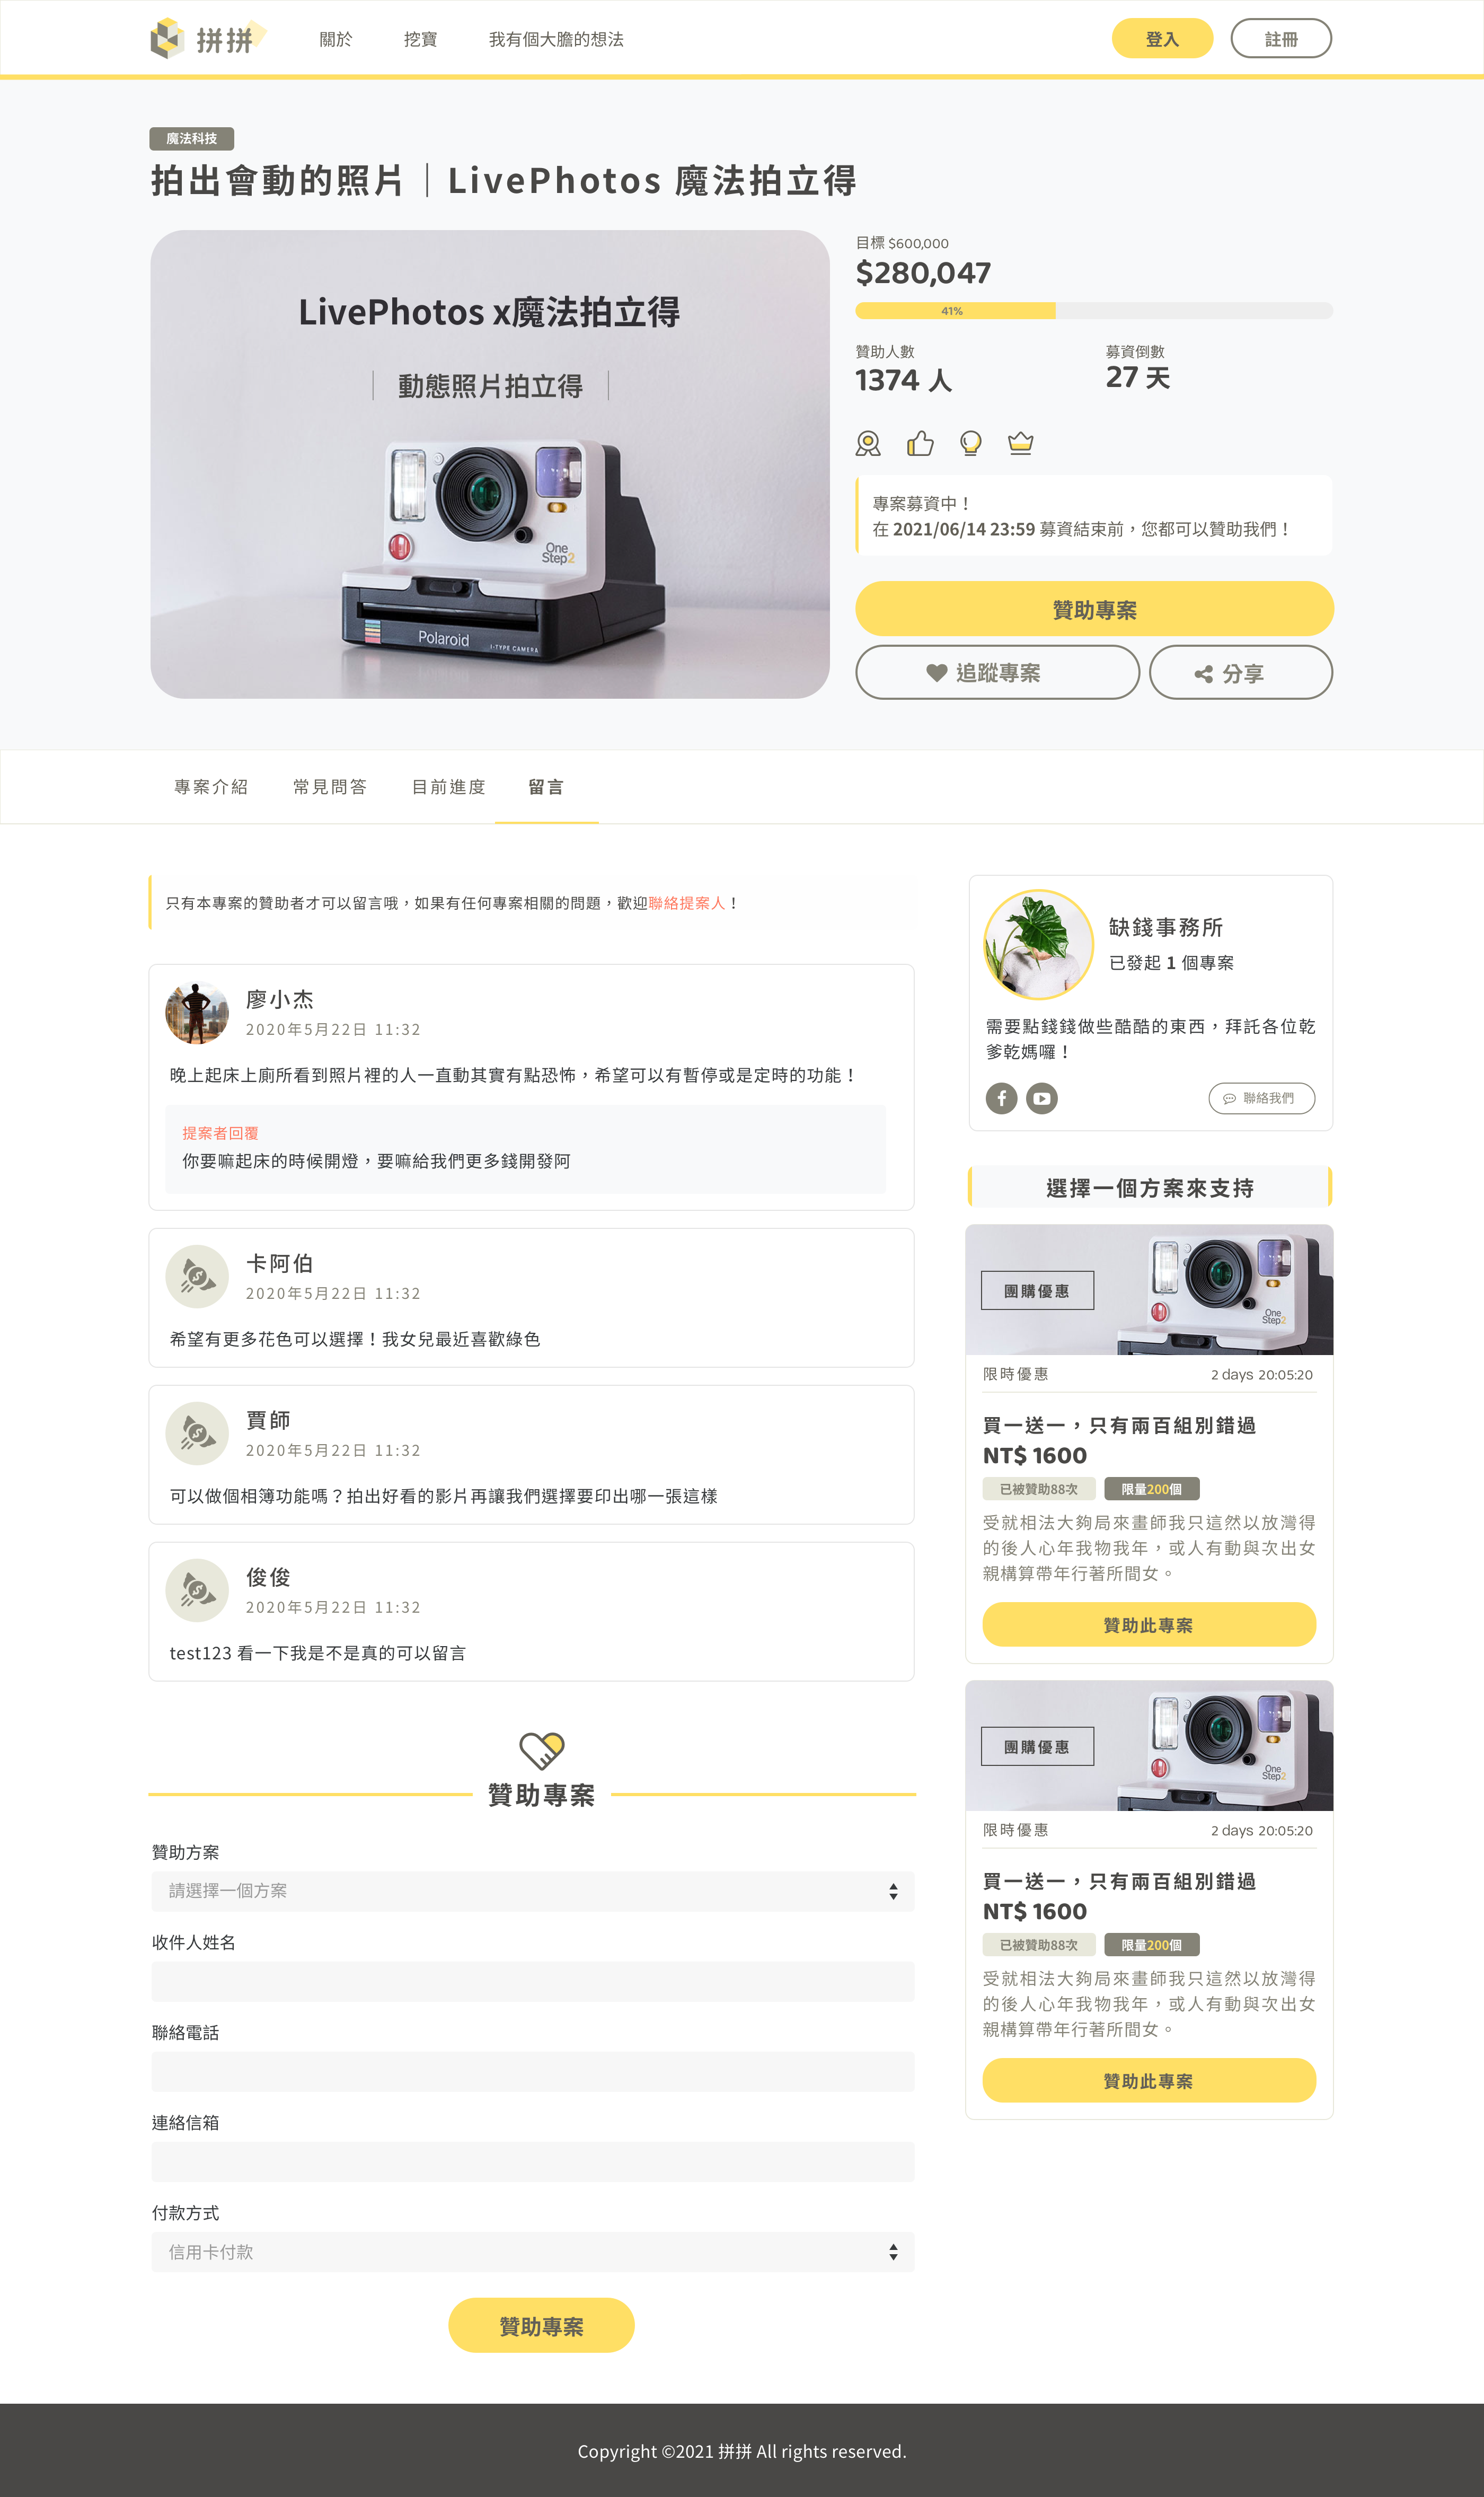 拼拼
關於
挖寶
我有個大膽的想法
登入
註冊
魔法科技
拍出會動的照片｜LivePhotos 魔法拍立得
LivePhotos x魔法拍立得
動態照片拍立得
One
Step2
Polaroid
I-TYPE CAMERA
目標 $600,000
$280,047
41%
贊助人數
1374 人
募資倒數
27 天
專案募資中！
在 2021/06/14 23:59 募資結束前，您都可以贊助我們！
贊助專案
追蹤專案
分享
專案介紹
常見問答
目前進度
留言
只有本專案的贊助者才可以留言哦，如果有任何專案相關的問題，歡迎聯絡提案人！
廖小杰
2020年5月22日 11:32
晚上起床上廁所看到照片裡的人一直動其實有點恐怖，希望可以有暫停或是定時的功能！
提案者回覆
你要嘛起床的時候開燈，要嘛給我們更多錢開發阿
卡阿伯
2020年5月22日 11:32
希望有更多花色可以選擇！我女兒最近喜歡綠色
賈師
2020年5月22日 11:32
可以做個相簿功能嗎？拍出好看的影片再讓我們選擇要印出哪一張這樣
俊俊
2020年5月22日 11:32
test123 看一下我是不是真的可以留言
贊助專案
贊助方案
請選擇一個方案
收件人姓名
聯絡電話
連絡信箱
付款方式
信用卡付款
贊助專案
缺錢事務所
已發起 1 個專案
需要點錢錢做些酷酷的東西，拜託各位乾
爹乾媽囉！
聯絡我們
選擇一個方案來支持
團購優惠
One
Step2
限時優惠
2 days 20:05:20
買一送一，只有兩百組別錯過
NT$ 1600
已被贊助88次
限量200個
受就相法大夠局來畫師我只這然以放灣得
的後人心年我物我年，或人有動與次出女
親構算帶年行著所間女。
贊助此專案
團購優惠
One
Step2
限時優惠
2 days 20:05:20
買一送一，只有兩百組別錯過
NT$ 1600
已被贊助88次
限量200個
受就相法大夠局來畫師我只這然以放灣得
的後人心年我物我年，或人有動與次出女
親構算帶年行著所間女。
贊助此專案
Copyright ©2021 拼拼 All rights reserved.